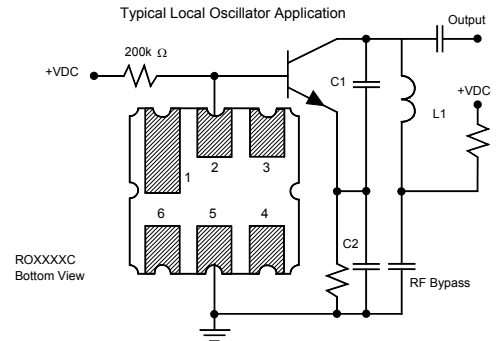 Typical Local Oscillator Application
Output
200k Ω
+VDC
C1
+VDC
L1
1
2
3
6
5
4
C2
ROXXXXC
Bottom View
RF Bypass